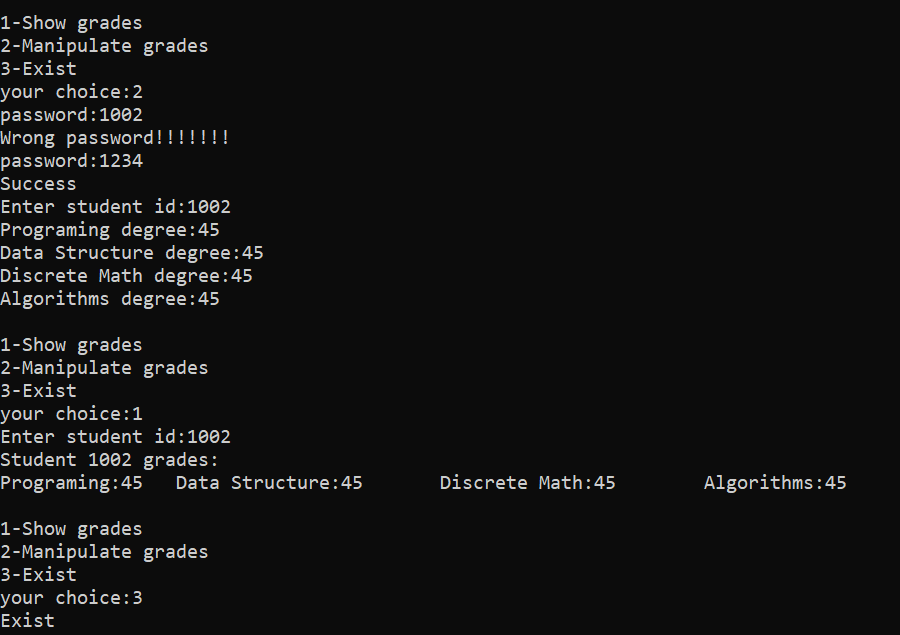 1-Show grades
2-Manipulate grades
3-Exist
your choice:2
password:1002
Wrong password!!!!!!!
password:1234
Success
Enter student id:1002
Programing degree:45
Data Structure degree:45
Discrete Math degree:45
Algorithms degree:45
1-Show grades
2-Manipulate grades
3-Exist
your choice:1
Enter student id:1002
Student 1002 grades:
Programing:45   Data Structure:45       Discrete Math:45        Algorithms:45
1-Show grades
2-Manipulate grades
3-Exist
your choice:3
Exist